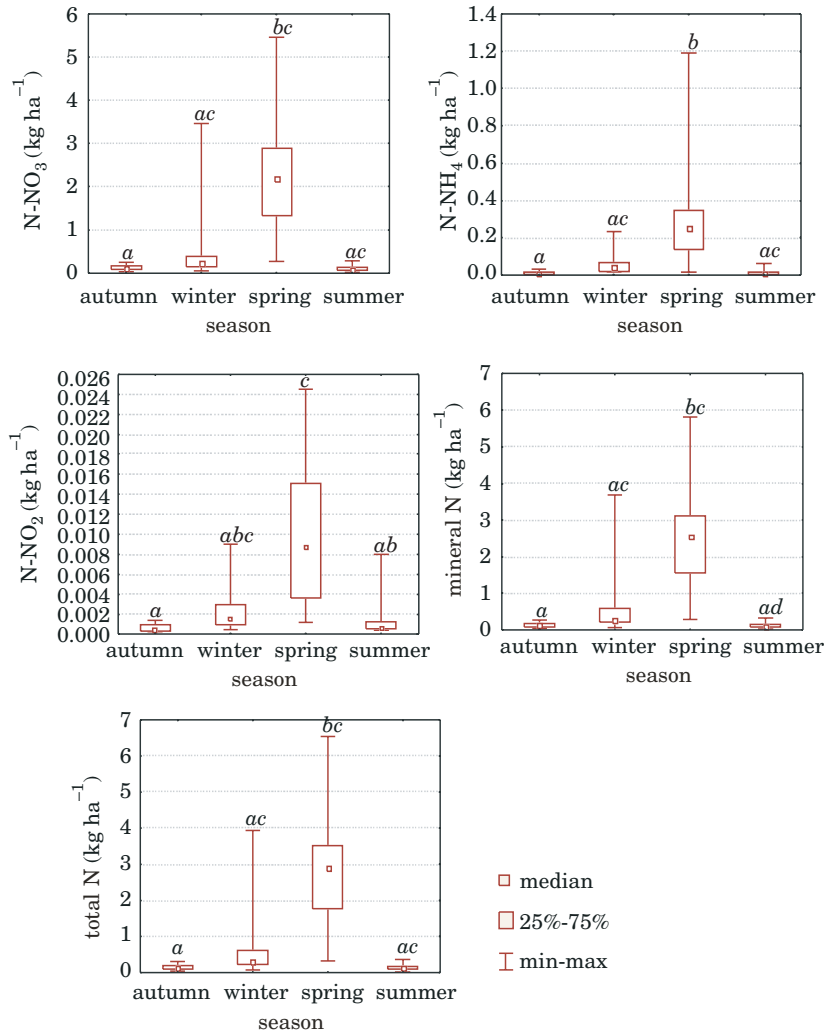 N-NO3 (kg ha−1)
6
5
4
3
2
1
0
a
ac
bc
ac
autumn winter spring summer
season
N-NH4 (kg ha−1)
1.4
1.2
1.0
0.8
0.6
0.4
0.2
0.0
a
ac
b
ac
autumn winter spring summer
season
N-NO2 (kg ha−1)
0.026
0.024
0.022
0.020
0.018
0.016
0.014
0.012
0.010
0.008
0.006
0.004
0.002
0.000
a
abc
c
ab
autumn winter spring summer
season
mineral N (kg ha−1)
7
6
5
4
3
2
1
0
a
ac
bc
ad
autumn winter spring summer
season
total N (kg ha−1)
7
6
5
4
3
2
1
0
a
ac
bc
ac
autumn winter spring summer
season
median
25%-75%
min-max